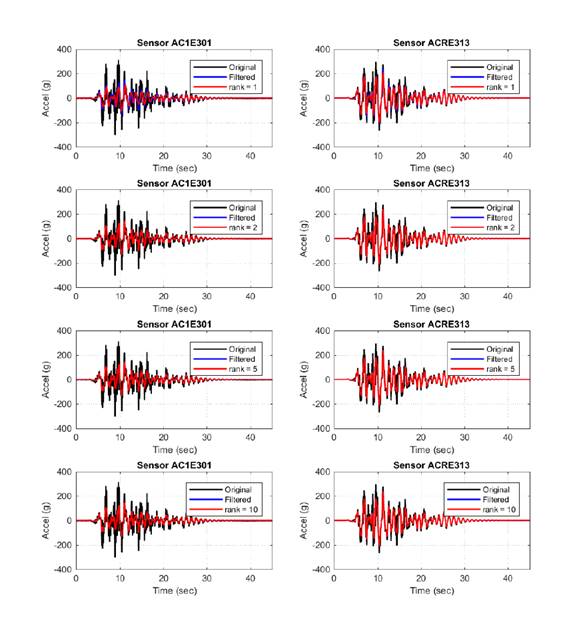 Sensor AC1E301
400
200
0
-200
-400
Accel (g)
0 10 20 30 40
Time (sec)
Original
Filtered
rank = 1
Sensor ACRE313
400
200
0
-200
-400
Accel (g)
0 10 20 30 40
Time (sec)
Original
Filtered
rank = 1
Sensor AC1E301
400
200
0
-200
-400
Accel (g)
0 10 20 30 40
Time (sec)
Original
Filtered
rank = 2
Sensor ACRE313
400
200
0
-200
-400
Accel (g)
0 10 20 30 40
Time (sec)
Original
Filtered
rank = 2
Sensor AC1E301
400
200
0
-200
-400
Accel (g)
0 10 20 30 40
Time (sec)
Original
Filtered
rank = 5
Sensor ACRE313
400
200
0
-200
-400
Accel (g)
0 10 20 30 40
Time (sec)
Original
Filtered
rank = 5
Sensor AC1E301
400
200
0
-200
-400
Accel (g)
0 10 20 30 40
Time (sec)
Original
Filtered
rank = 10
Sensor ACRE313
400
200
0
-200
-400
Accel (g)
0 10 20 30 40
Time (sec)
Original
Filtered
rank = 10